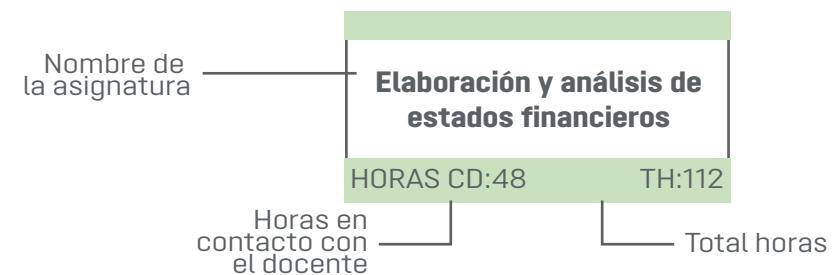 Nombre de
la asignatura
Elaboración y análisis de
estados financieros
HORAS CD:48 TH:112
Horas en
contacto con
el docente
Total horas